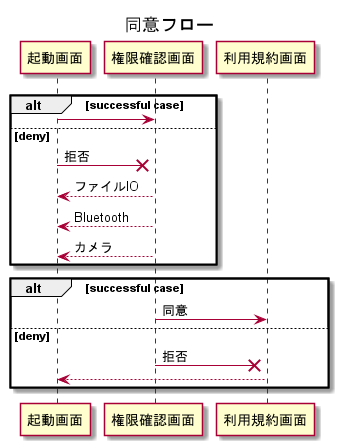 同意フロー
起動画面 権限確認画面 利用規約画面
alt [successful case]
[deny]
拒否
ファイルIO
Bluetooth
カメラ
alt [successful case]
同意
[deny]
拒否
起動画面 権限確認画面 利用規約画面